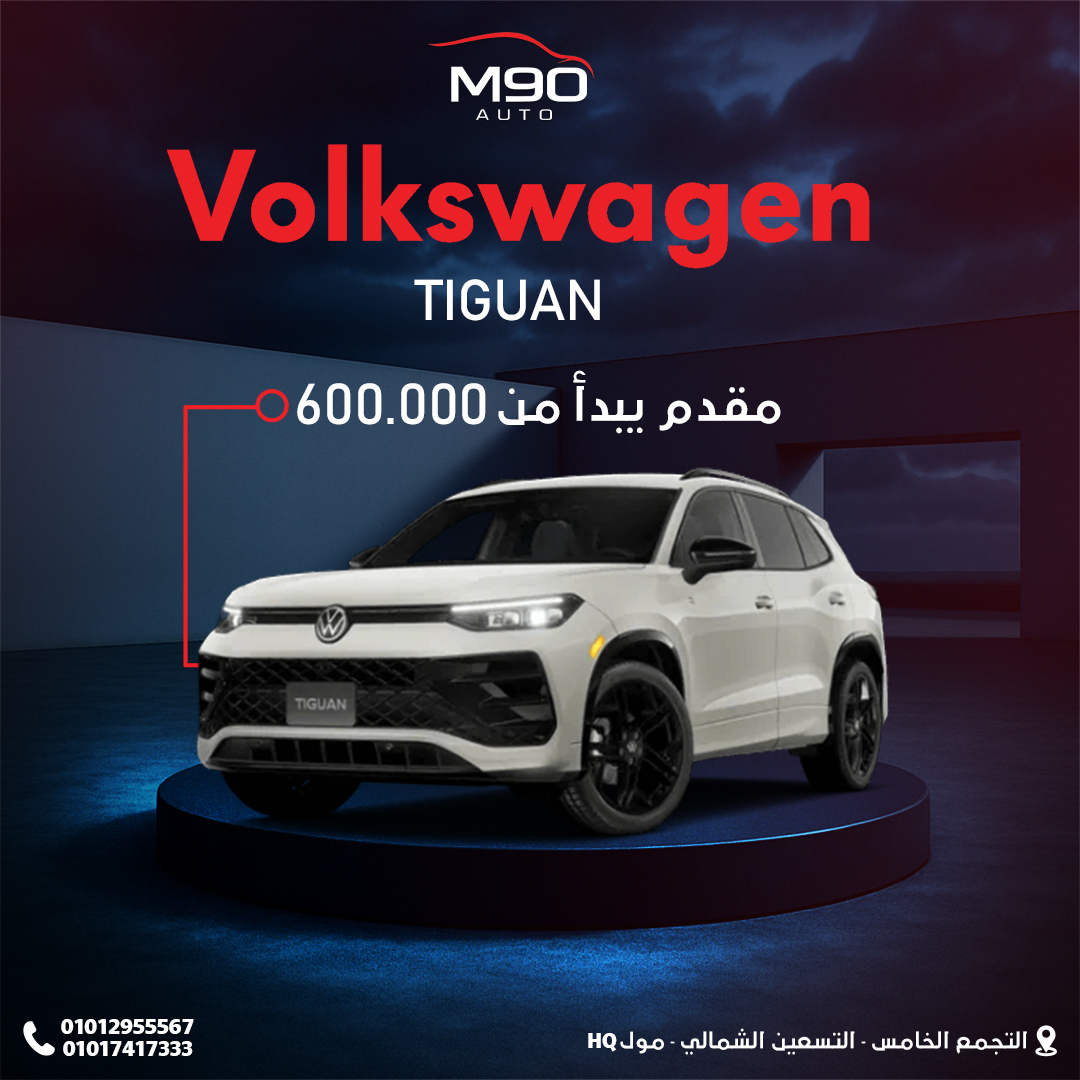 M90
AUTO
Volkswagen
TIGUAN
مقدم يبدأ من 600.000
TIGUAN
01012955567
01017417333
التجمع الخامس - التسعين الشمالي - مول HQ